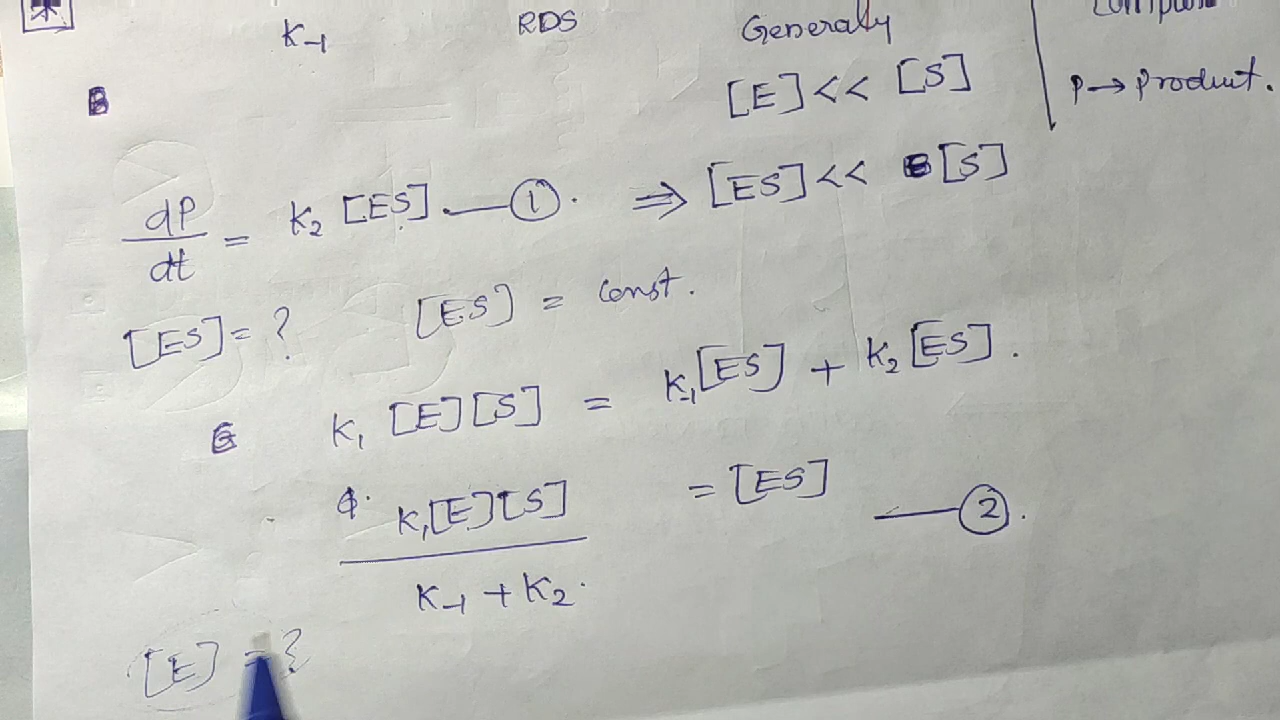 K-1 RDS Generaly
[E] << [S] P → Product.
dP/dt = K2 [ES]. — ①. ⇒ [ES] << [S]
[ES] = ? [ES] = const.
K1 [E][S] = K-1[ES] + K2[ES].
K1[E][S] / K-1 + K2. = [ES] — ②.
[E] = ?